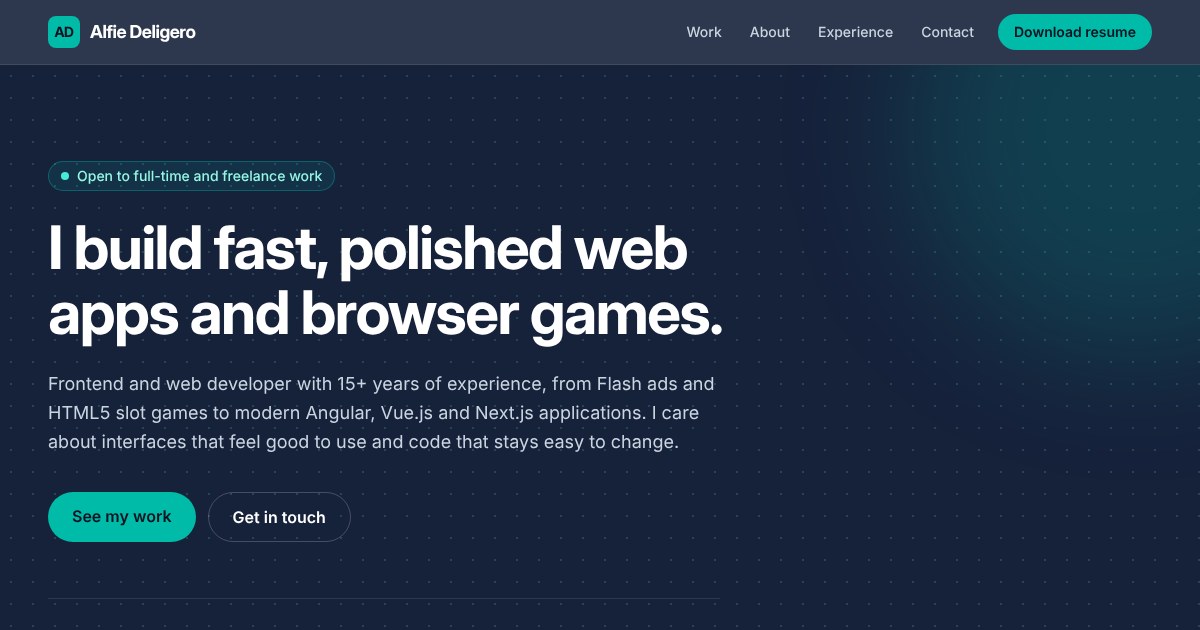 AD
Alfie Deligero
Work
About
Experience
Contact
Download resume
Open to full-time and freelance work
I build fast, polished web
apps and browser games.
Frontend and web developer with 15+ years of experience, from Flash ads and
HTML5 slot games to modern Angular, Vue.js and Next.js applications. I care
about interfaces that feel good to use and code that stays easy to change.
See my work
Get in touch